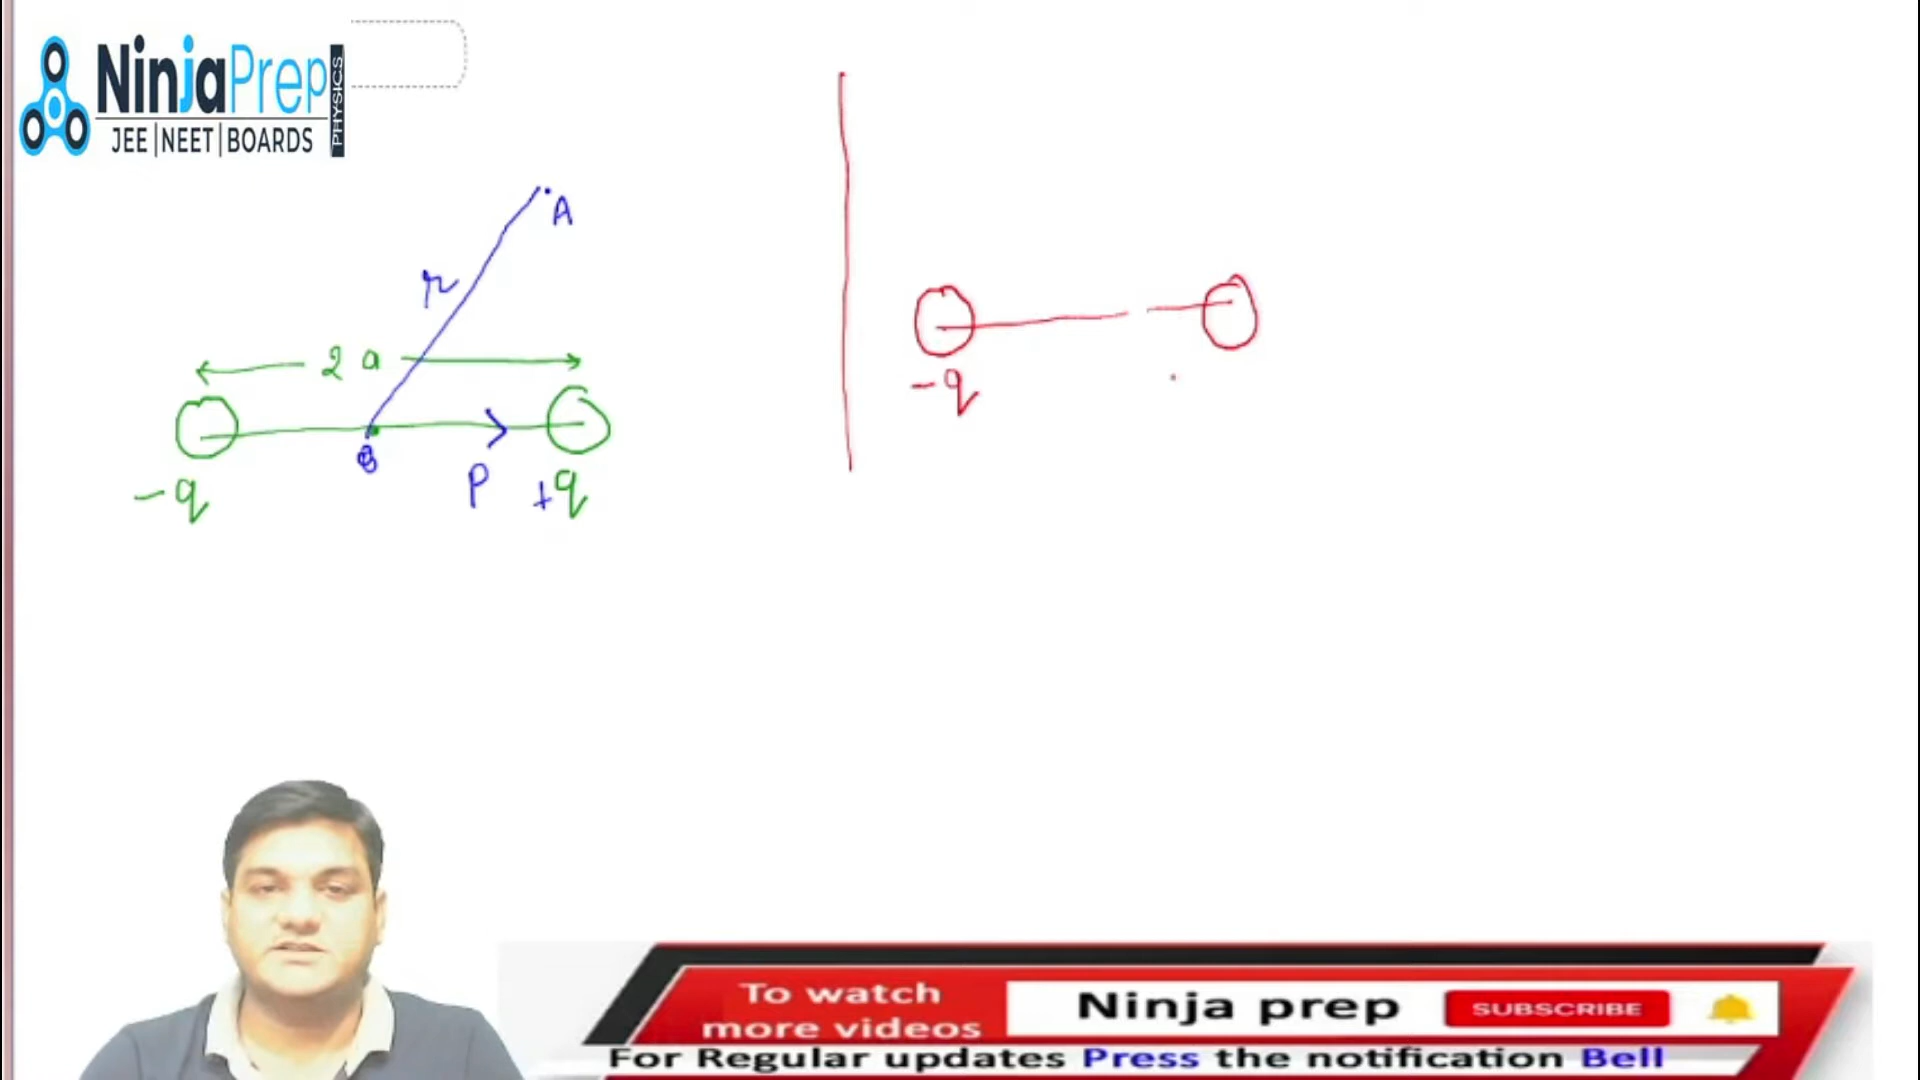 NinjaPrep
PHYSICS
JEE|NEET|BOARDS
A
r
2a
B
P
-q
+q
-q
To watch
more videos
Ninja prep
SUBSCRIBE
For Regular updates Press the notification Bell